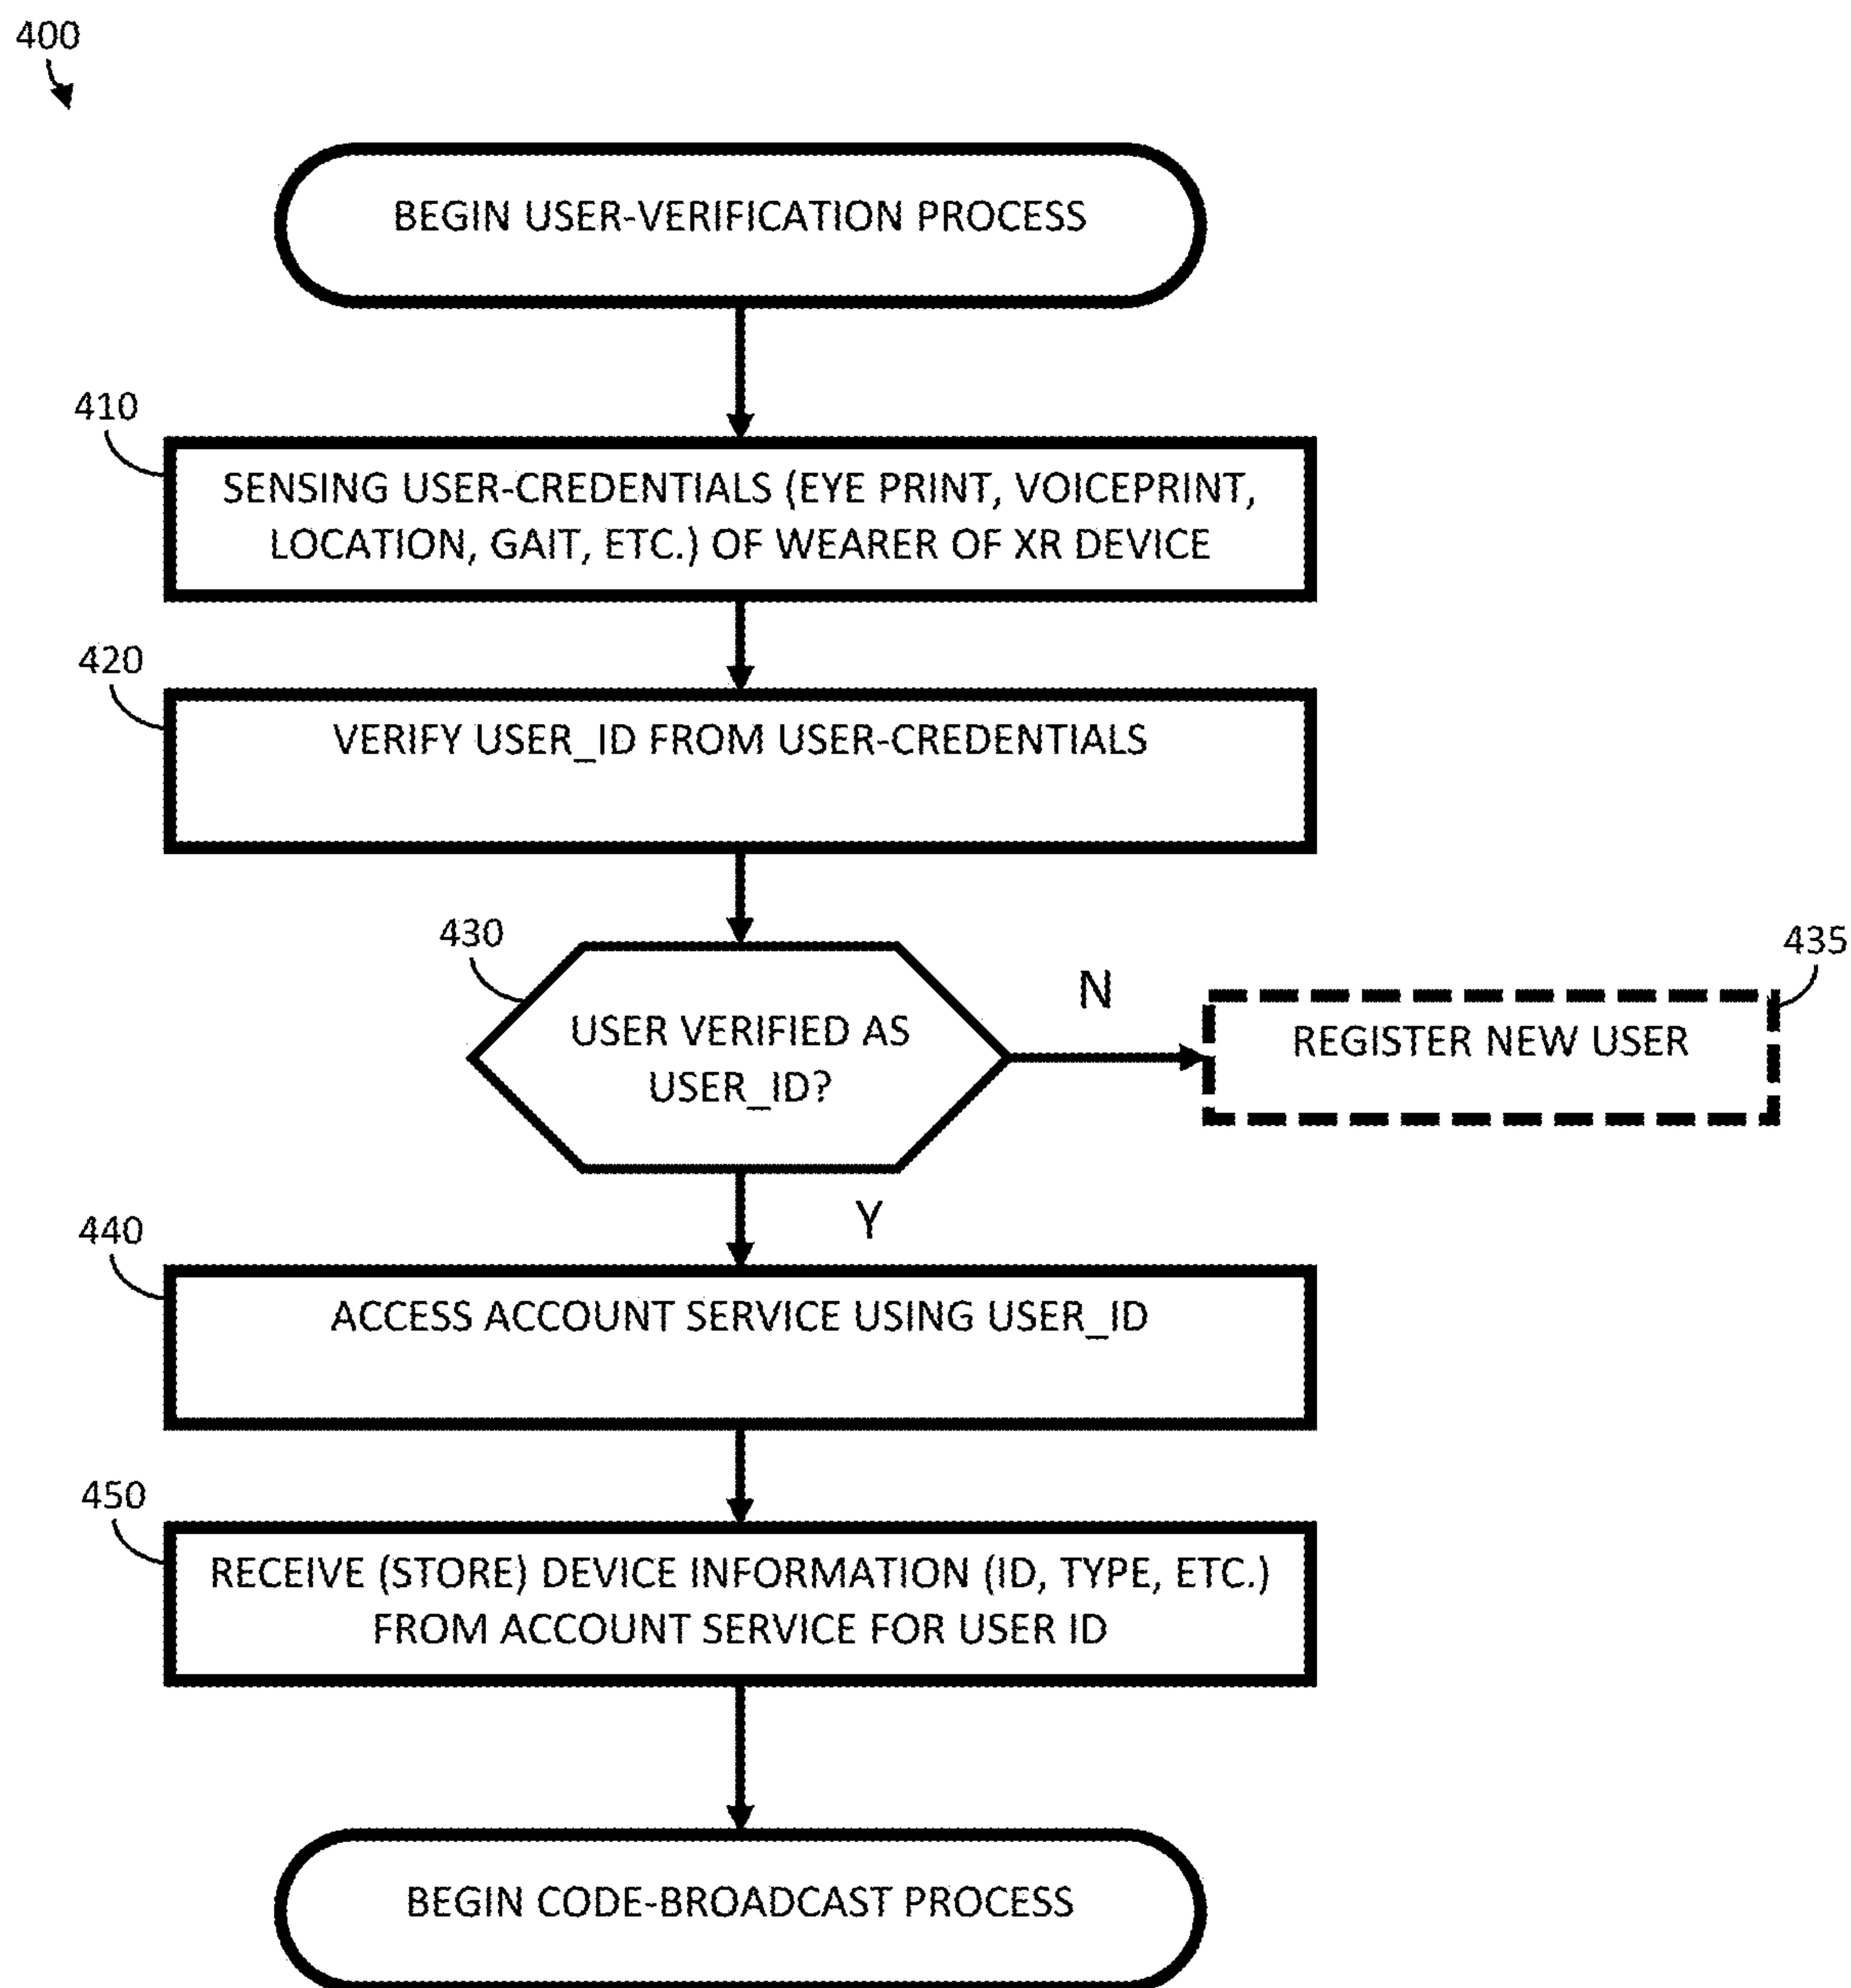 400
BEGIN USER-VERIFICATION PROCESS
410
SENSING USER-CREDENTIALS (EYE PRINT, VOICEPRINT,
LOCATION, GAIT, ETC.) OF WEARER OF XR DEVICE
420
VERIFY USER_ID FROM USER-CREDENTIALS
430
USER VERIFIED AS
USER_ID?
N
435
REGISTER NEW USER
Y
440
ACCESS ACCOUNT SERVICE USING USER_ID
450
RECEIVE (STORE) DEVICE INFORMATION (ID, TYPE, ETC.)
FROM ACCOUNT SERVICE FOR USER ID
BEGIN CODE-BROADCAST PROCESS